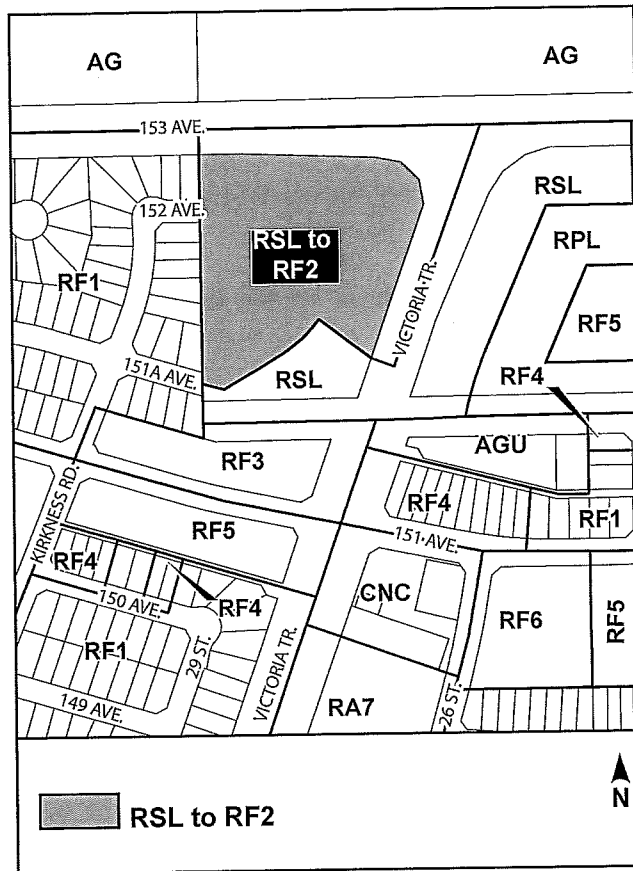 AG
AG
153 AVE.
152 AVE.
RSL
RSL to
RF2
RPL
RF1
VICTORIA TR.
RF5
151A AVE.
RSL
RF4
RF3
AGU
KIRKNESS RD.
RF4
RF1
RF5
151 AVE.
RF4
CNC
150 AVE.
RF4
RF6
RF5
RF1
29 ST.
VICTORIA TR.
149 AVE.
RA7
26 ST.
N
RSL to RF2